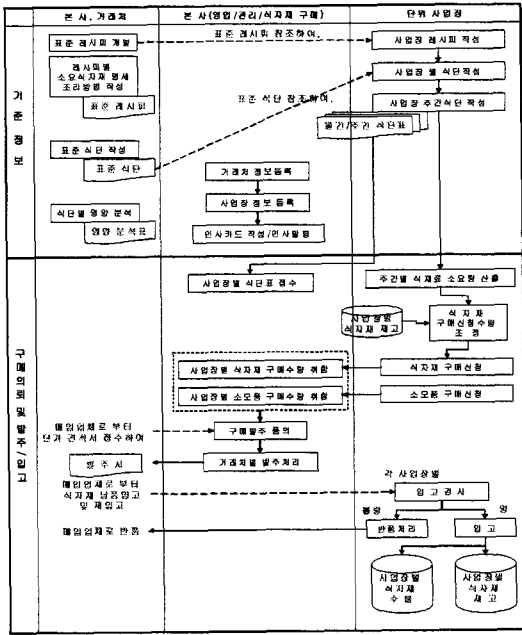 본 사, 거래처
본 사(영업/관리/식자재 구매)
단위 사업장
기준 정보
표준 레시피 개발
표준 레시피 참조하여,
사업장 레시피 작성
레시피별
소요식자재 명세
조리방법 작성
표준 레시피
사업장 별 식단작성
표준 식단 참조하여,
사업장 주간식단 작성
월간/주간 식단표
표준 식단 작성
표준 식단
거래처 정보등록
사업장 정보등록
인사카드 작성/인사발령
식단별 영양 분석
영양 분석표
구매의뢰 및 발주/입고
사업장별 식단표 접수
주간별 식재료 소요량 산출
사업장별
식자재 재고
식 자 재
구매신청수량
조 정
사업장별 식자재 구매수량 취합
식자재 구매신청
사업장별 소모품 구매수량 취합
소모품 구매신청
매입업체로 부터
단가 견적서 접수하여
구매발주 품의
발 주 서
거래처별 발주처리
매입업체로 부터
식자재 납품입고
및 재입고
각 사업장별
입 고 검 사
불량
양
매입업체로 반품
반품처리
입 고
사업장별
식자재
수불
사업장별
식자재
재고